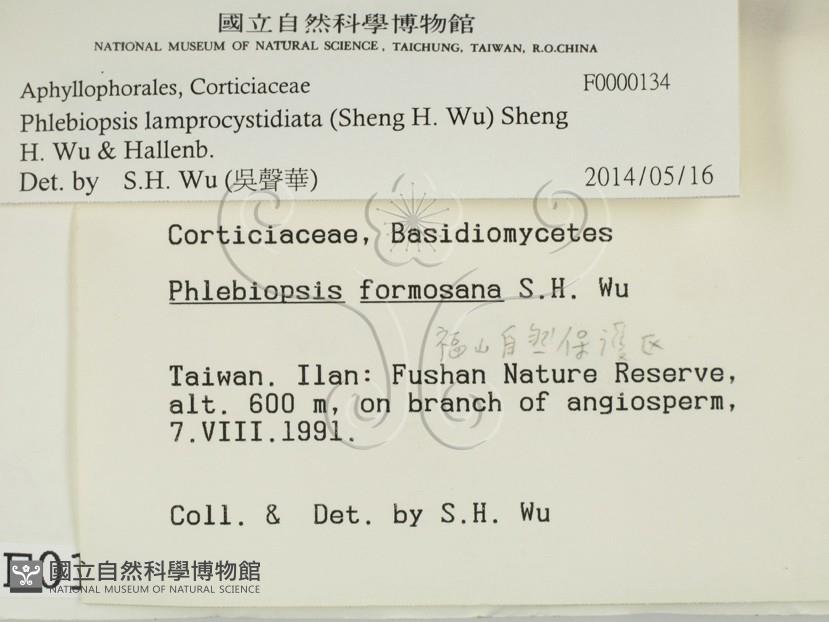 國立自然科學博物館
NATIONAL MUSEUM OF NATURAL SCIENCE, TAICHUNG, TAIWAN, R.O.CHINA
Aphyllophorales, Corticiaceae F0000134
Phlebiopsis lamprocystidiata (Sheng H. Wu) Sheng
H. Wu & Hallenb.
Det. by S.H. Wu (吳聲華) 2014/05/16
Corticiaceae, Basidiomycetes
Phlebiopsis formosana S.H. Wu
福山自然保護區
Taiwan. Ilan: Fushan Nature Reserve,
alt. 600 m, on branch of angiosperm,
7.VIII.1991.
Coll. & Det. by S.H. Wu
國立自然科學博物館
NATIONAL MUSEUM OF NATURAL SCIENCE